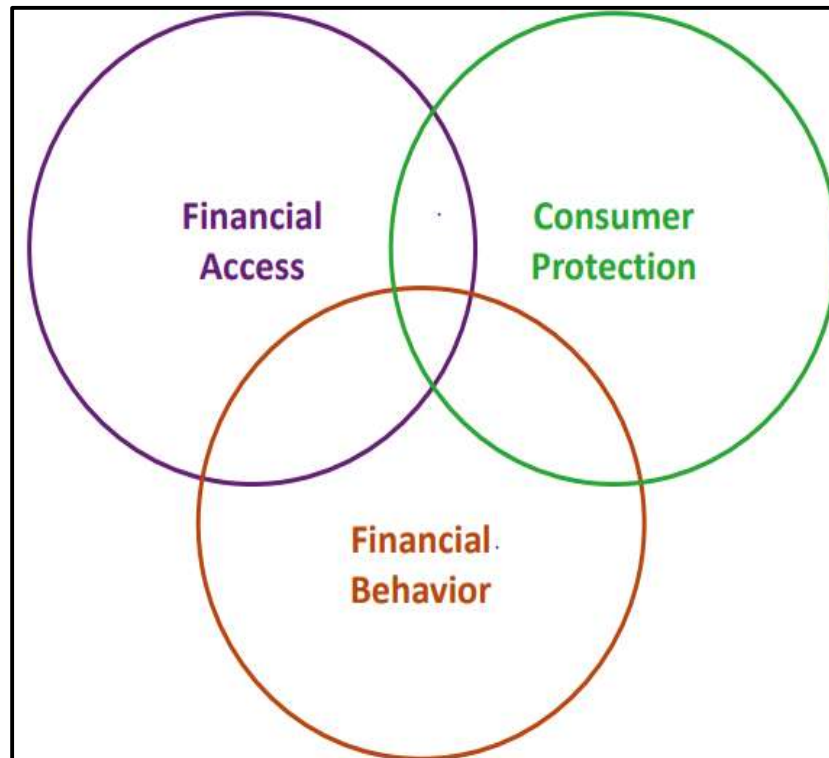 Financial
Access
Consumer
Protection
Financial
Behavior